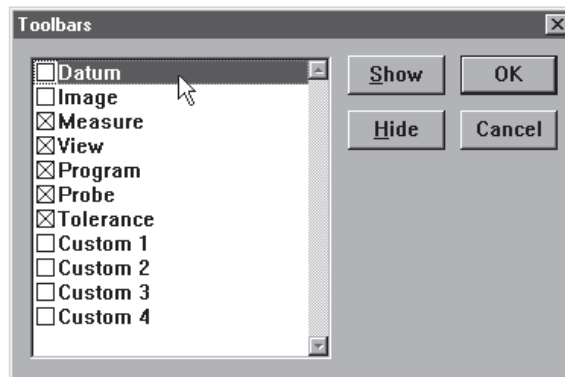 Toolbars
Datum
Image
Measure
View
Program
Probe
Tolerance
Custom 1
Custom 2
Custom 3
Custom 4
Show
OK
Hide
Cancel